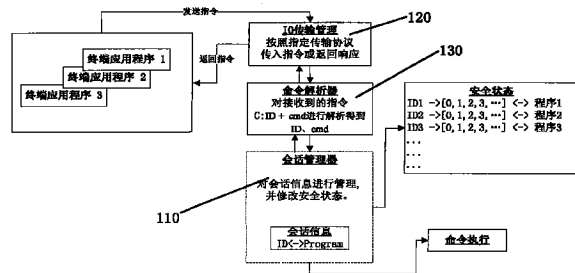 发送指令
返回指令
终端应用程序 1
终端应用程序 2
终端应用程序 3
IO传输管理
按照指定传输协议
传入指令或返回响应
120
命令解析器
对接收到的指令
C:ID + cmd进行解析得到
ID、cmd
130
会话管理器
对会话信息进行管理,
并修改安全状态。
会话信息
ID<->Program
110
安全状态
ID1 ->[0, 1, 2, 3, …] <-> 程序1
ID2 ->[0, 1, 2, 3, …] <-> 程序2
ID3 ->[0, 1, 2, 3, …] <-> 程序3
...
...
...
命令执行